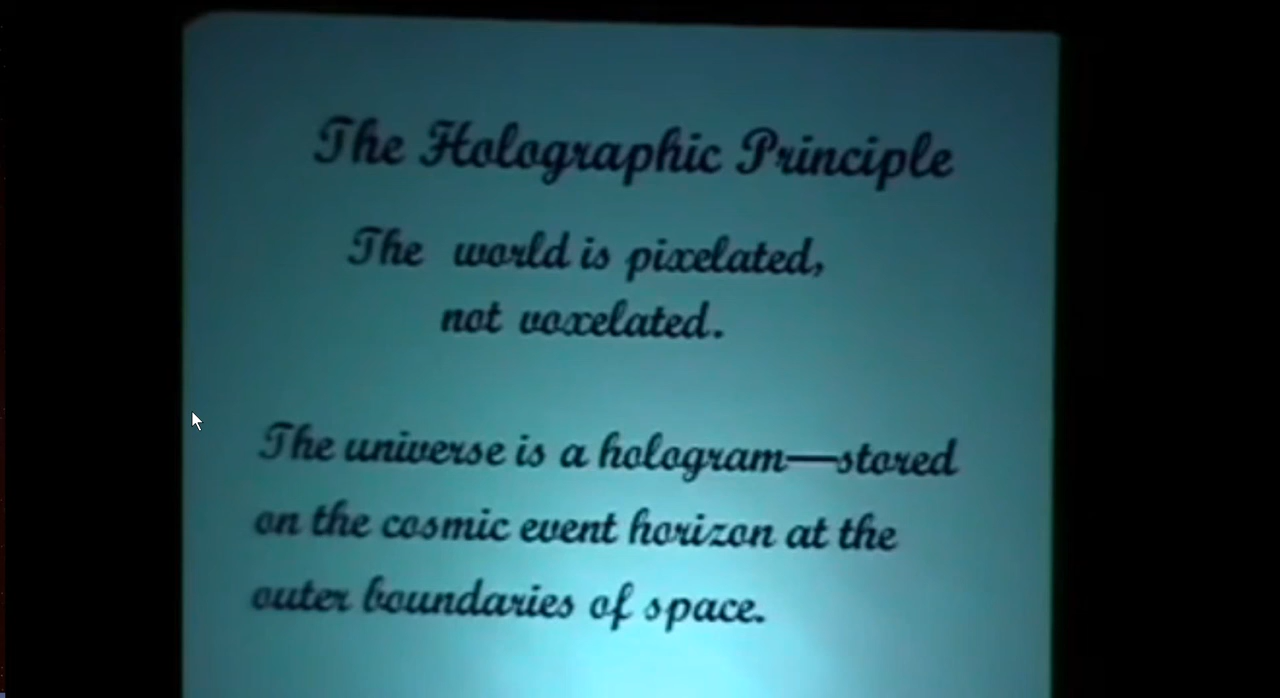 The Holographic Principle
The world is pixelated,
not voxelated.
The universe is a hologram—stored
on the cosmic event horizon at the
outer boundaries of space.